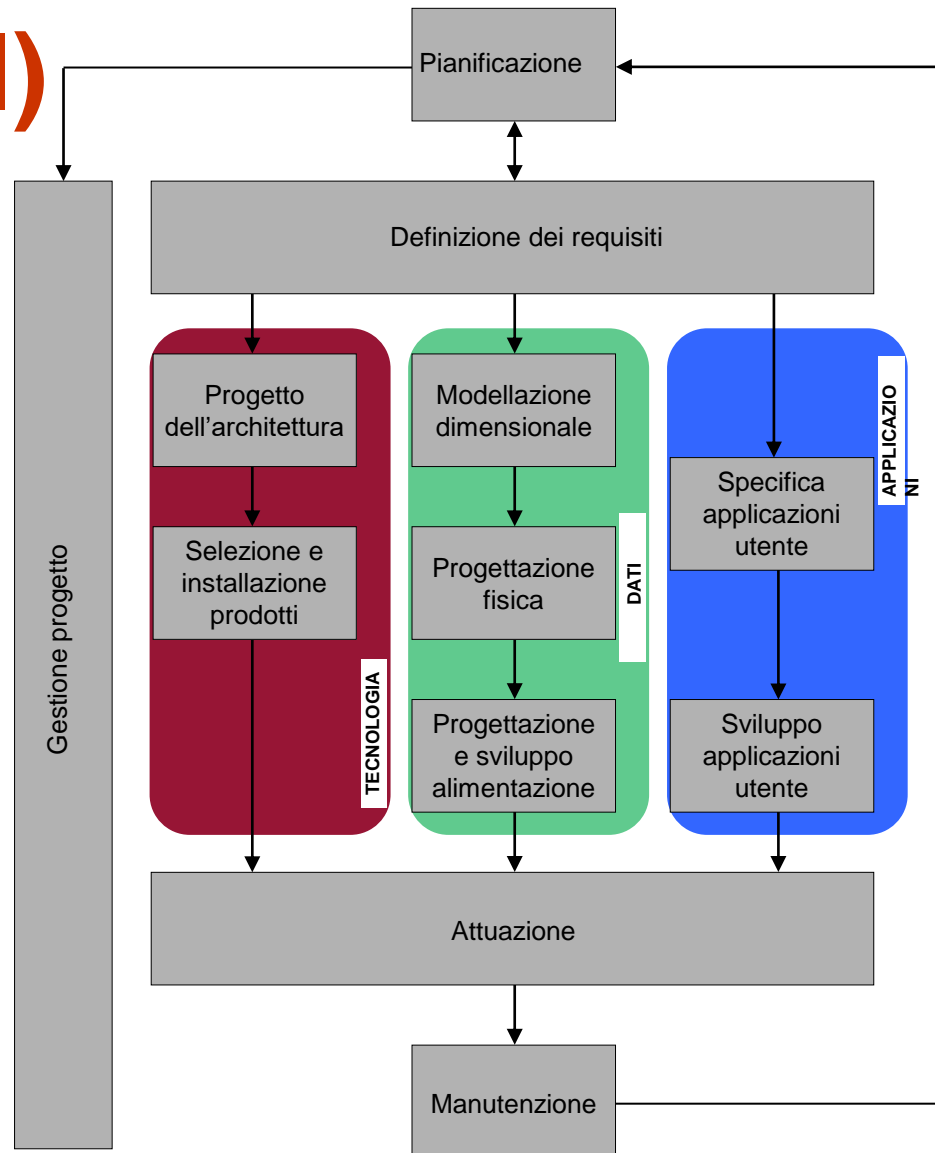 )
Pianificazione
Definizione dei requisiti
Gestione progetto
Progetto
dell'architettura
Selezione e
installazione
prodotti
TECNOLOGIA
Modellazione
dimensionale
Progettazione
fisica
DATI
Progettazione
e sviluppo
alimentazione
APPLICAZIO
NI
Specifica
applicazioni
utente
Sviluppo
applicazioni
utente
Attuazione
Manutenzione